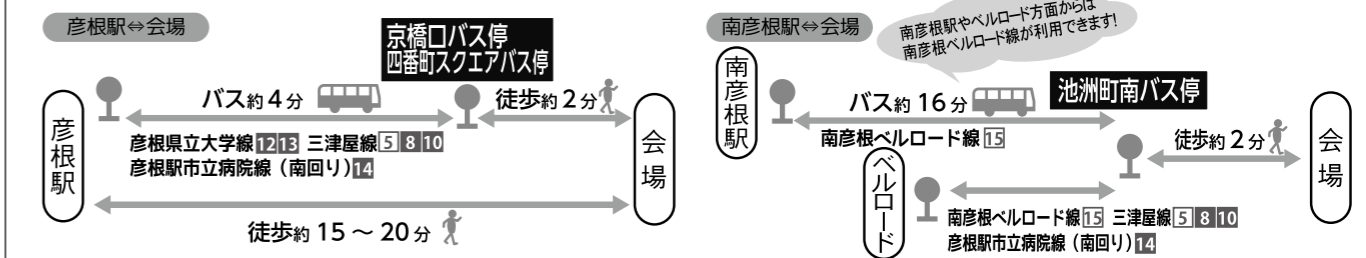 彦根駅⇔会場
京橋口バス停
四番町スクエアバス停
彦根駅
バス約4分
徒歩約2分
彦根県立大学線 12 13 三津屋線 5 8 10
彦根駅市立病院線（南回り）14
徒歩約15～20分
会場
南彦根駅⇔会場
南彦根駅やベルロード方面からは
南彦根ベルロード線が利用できます!
南彦根駅
バス約16分
池洲町南バス停
南彦根ベルロード線 15
徒歩約2分
ベルロード
南彦根ベルロード線 15 三津屋線 5 8 10
彦根駅市立病院線（南回り）14
会場